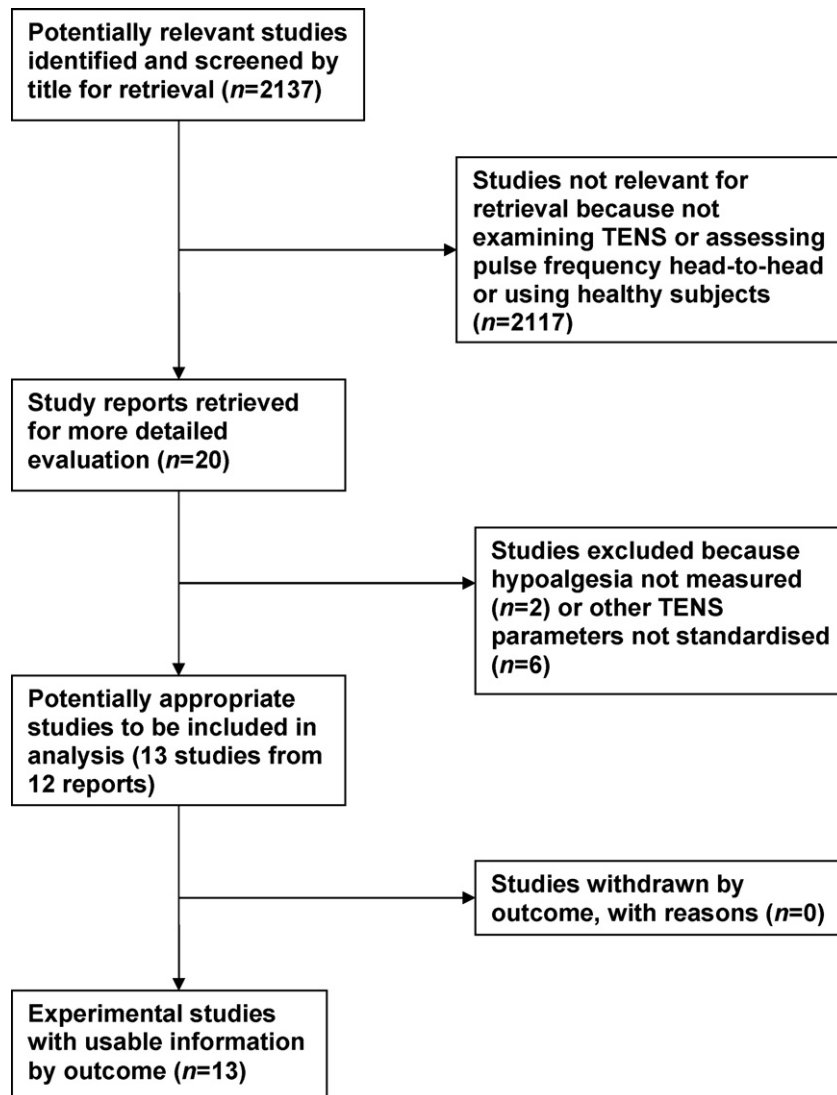 Potentially relevant studies
identified and screened by
title for retrieval (n=2137)
Studies not relevant for
retrieval because not
examining TENS or assessing
pulse frequency head-to-head
or using healthy subjects
(n=2117)
Study reports retrieved
for more detailed
evaluation (n=20)
Studies excluded because
hypoalgesia not measured
(n=2) or other TENS
parameters not standardised
(n=6)
Potentially appropriate
studies to be included in
analysis (13 studies from
12 reports)
Studies withdrawn by
outcome, with reasons (n=0)
Experimental studies
with usable information
by outcome (n=13)